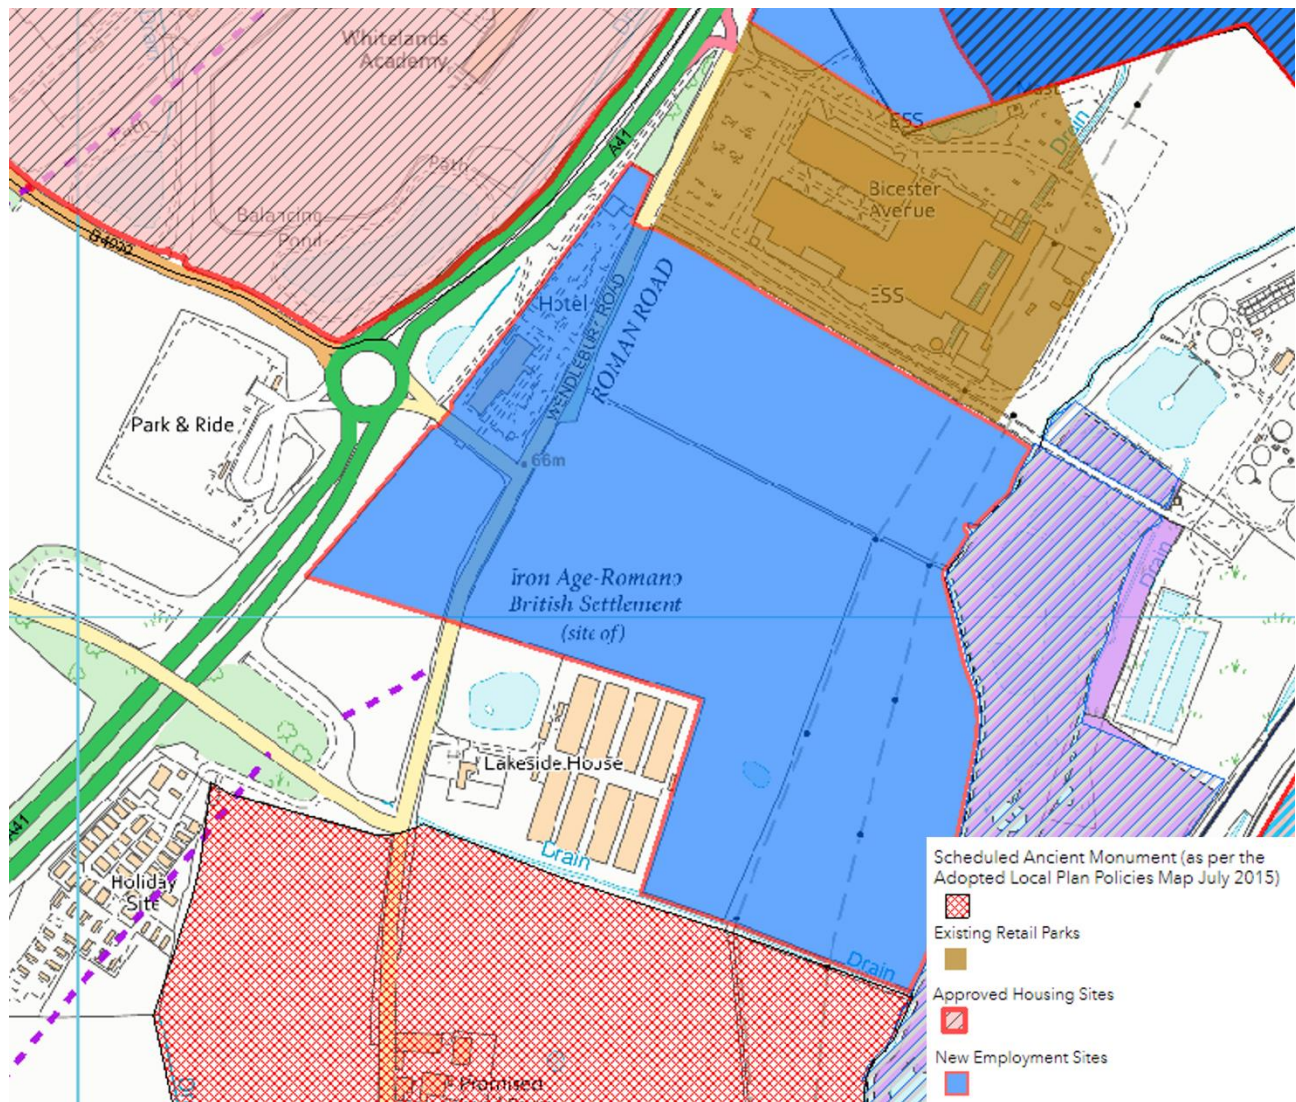 Drain
Drain
Whitelands
Academy
A41
Path
Path
Balancing
Pond
ESS
Drain
Bicester
Avenue
ESS
Hotel
WENDLEBURY ROAD
ROMAN ROAD
Park & Ride
66m
Drain
Iron Age-Romano
British Settlement
(site of)
Lakeside House
A41
Drain
Holiday
Site
Drain
Promised
Scheduled Ancient Monument (as per the
Adopted Local Plan Policies Map July 2015)
Existing Retail Parks
Approved Housing Sites
New Employment Sites